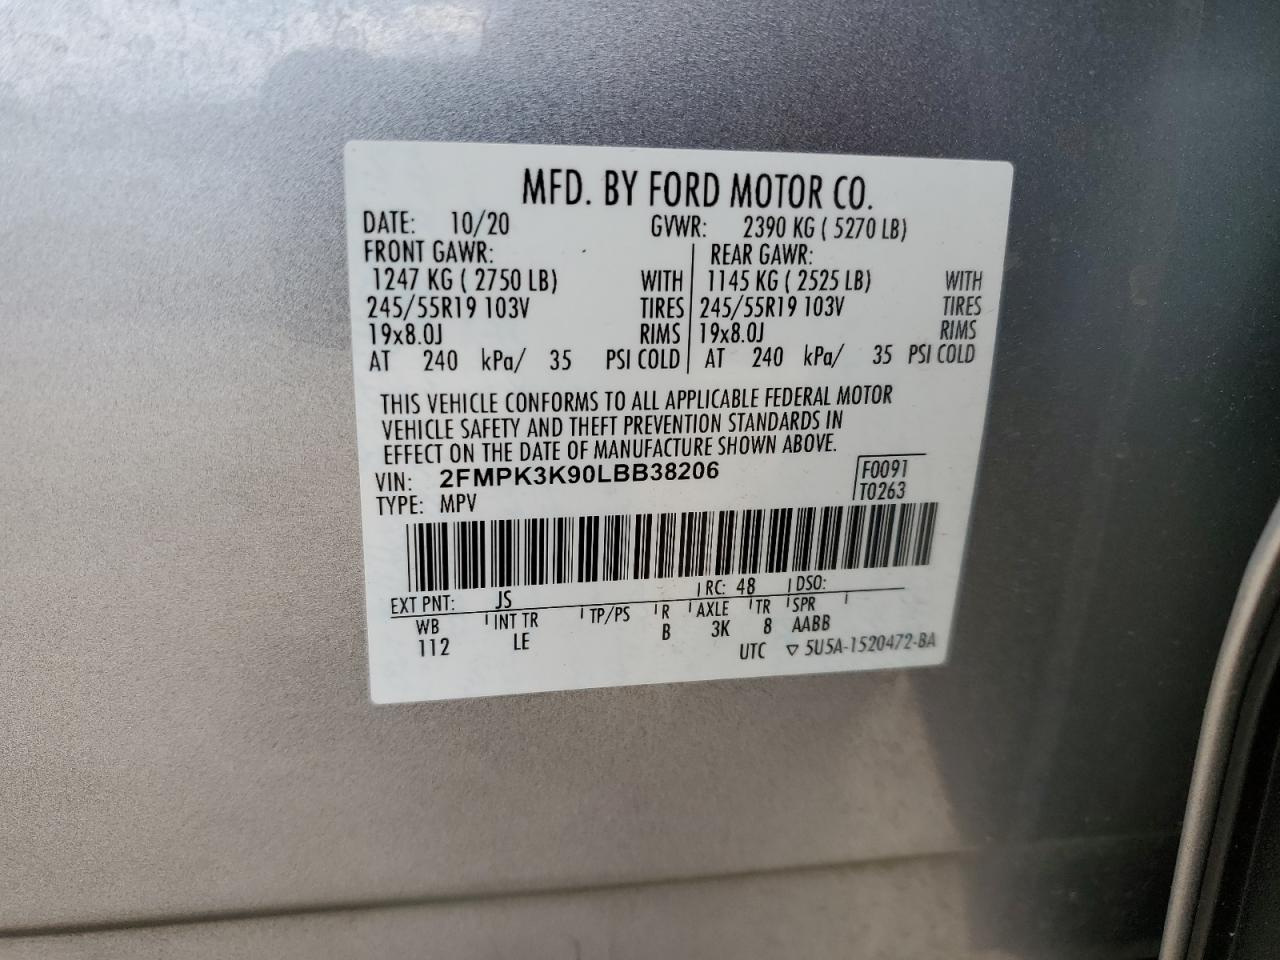 MFD. BY FORD MOTOR CO.
DATE: 10/20 GVWR: 2390 KG ( 5270 LB)
FRONT GAWR: REAR GAWR:
1247 KG ( 2750 LB) WITH 1145 KG ( 2525 LB) WITH
245/55R19 103V TIRES 245/55R19 103V TIRES
19x8.0J RIMS 19x8.0J RIMS
AT 240 kPa/ 35 PSI COLD AT 240 kPa/ 35 PSI COLD
THIS VEHICLE CONFORMS TO ALL APPLICABLE FEDERAL MOTOR
VEHICLE SAFETY AND THEFT PREVENTION STANDARDS IN
EFFECT ON THE DATE OF MANUFACTURE SHOWN ABOVE.
VIN: 2FMPK3K90LBB38206 F0091
TYPE: MPV T0263
EXT PNT: JS RC: 48 DSO:
WB INT TR TP/PS R AXLE TR SPR
112 LE B 3K 8 AABB
UTC ▽ 5U5A-1520472-BA